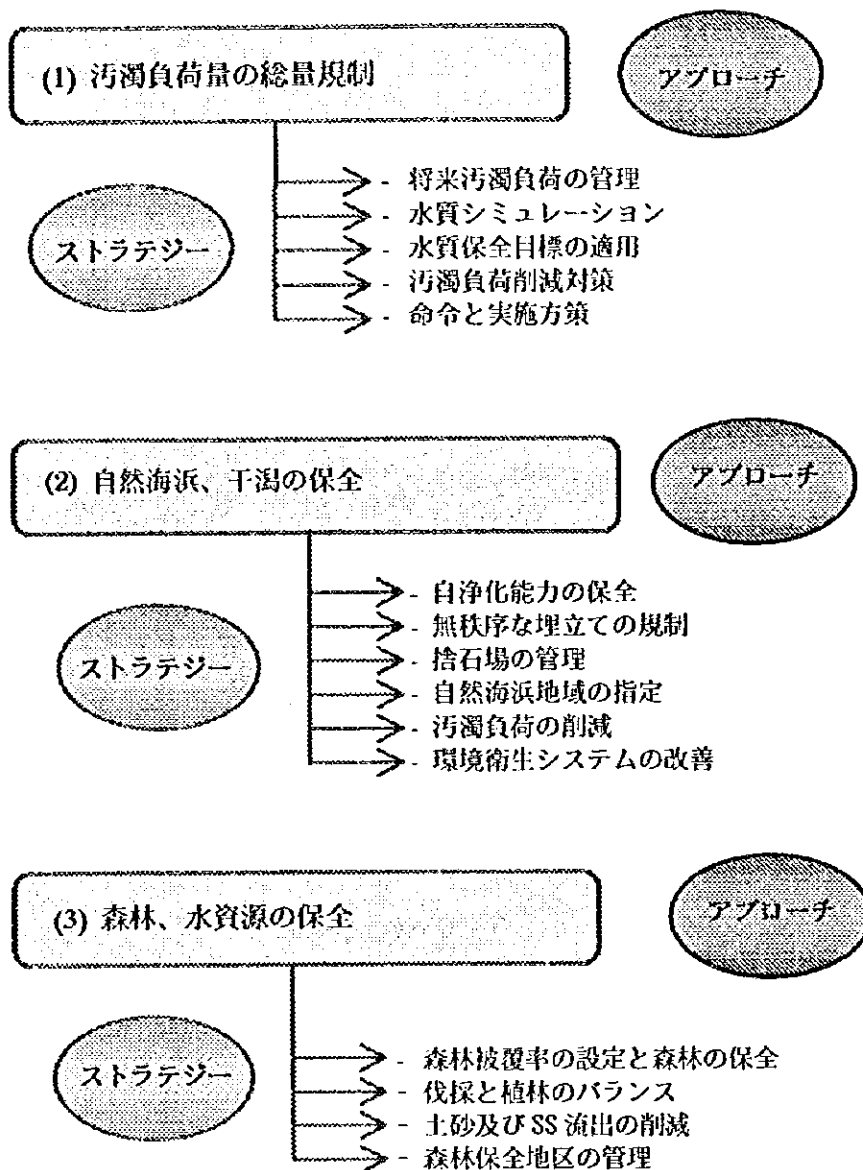 (1) 汚濁負荷量の総量規制
アプローチ
ストラテジー
- 将来汚濁負荷の管理
- 水質シミュレーション
- 水質保全目標の適用
- 汚濁負荷削減対策
- 命令と実施方策
(2) 自然海浜、干潟の保全
アプローチ
ストラテジー
- 自浄化能力の保全
- 無秩序な埋立ての規制
- 捨石場の管理
- 自然海浜地域の指定
- 汚濁負荷の削減
- 環境衛生システムの改善
(3) 森林、水資源の保全
アプローチ
ストラテジー
- 森林被覆率の設定と森林の保全
- 伐採と植林のバランス
- 土砂及び SS 流出の削減
- 森林保全地区の管理